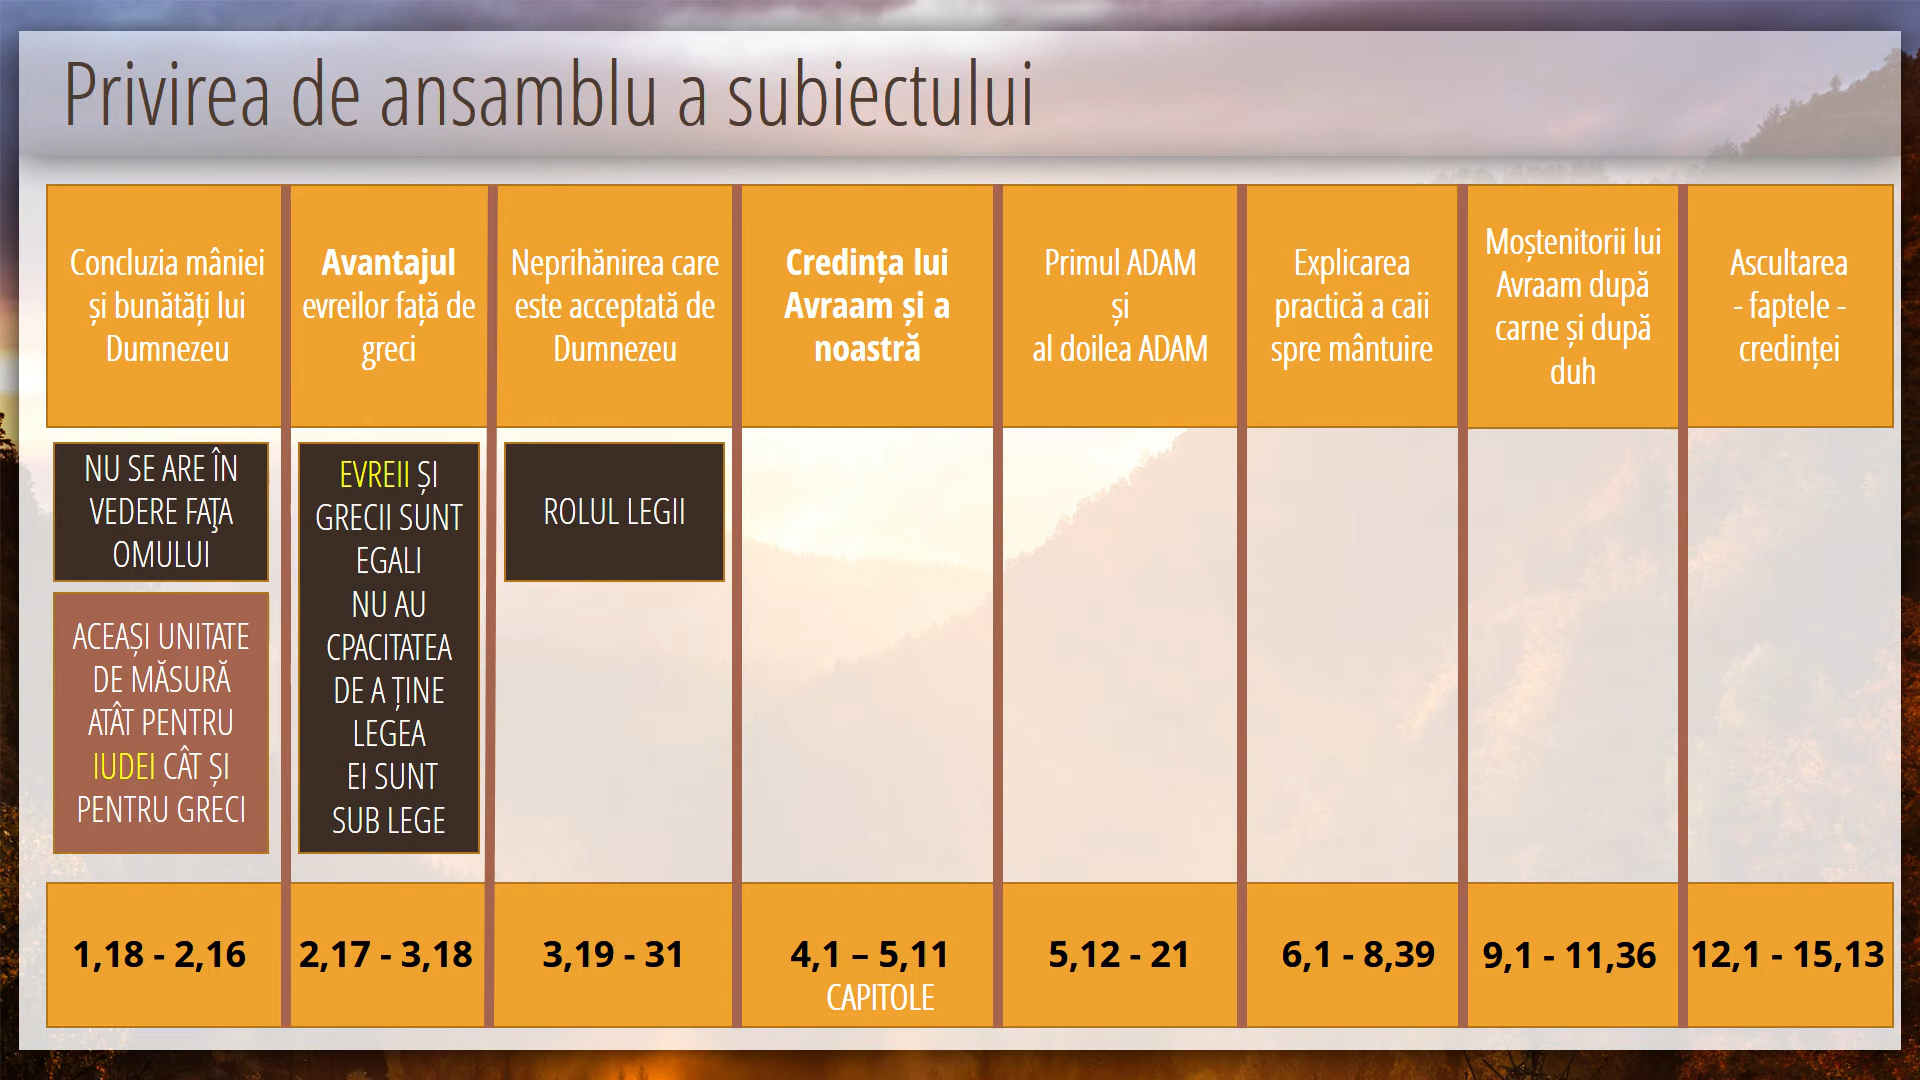 Privirea de ansamblu a subiectului
Concluzia mâniei
și bunătăți lui
Dumnezeu
Avantajul
evreilor față de
greci
Neprihănirea care
este acceptată de
Dumnezeu
Credința lui
Avraam și a
noastră
Primul ADAM
și
al doilea ADAM
Explicarea
practică a caii
spre mântuire
Moștenitorii lui
Avraam după
carne și după
duh
Ascultarea
- faptele -
credinței
NU SE ARE ÎN
VEDERE FAŢA
OMULUI
ACEAȘI UNITATE
DE MĂSURĂ
ATÂT PENTRU
IUDEI CÂT ȘI
PENTRU GRECI
EVREII ȘI
GRECII SUNT
EGALI
NU AU
CPACITATEA
DE A ȚINE
LEGEA
EI SUNT
SUB LEGE
ROLUL LEGII
1,18 - 2,16
2,17 - 3,18
3,19 - 31
4,1 – 5,11
CAPITOLE
5,12 - 21
6,1 - 8,39
9,1 - 11,36
12,1 - 15,13